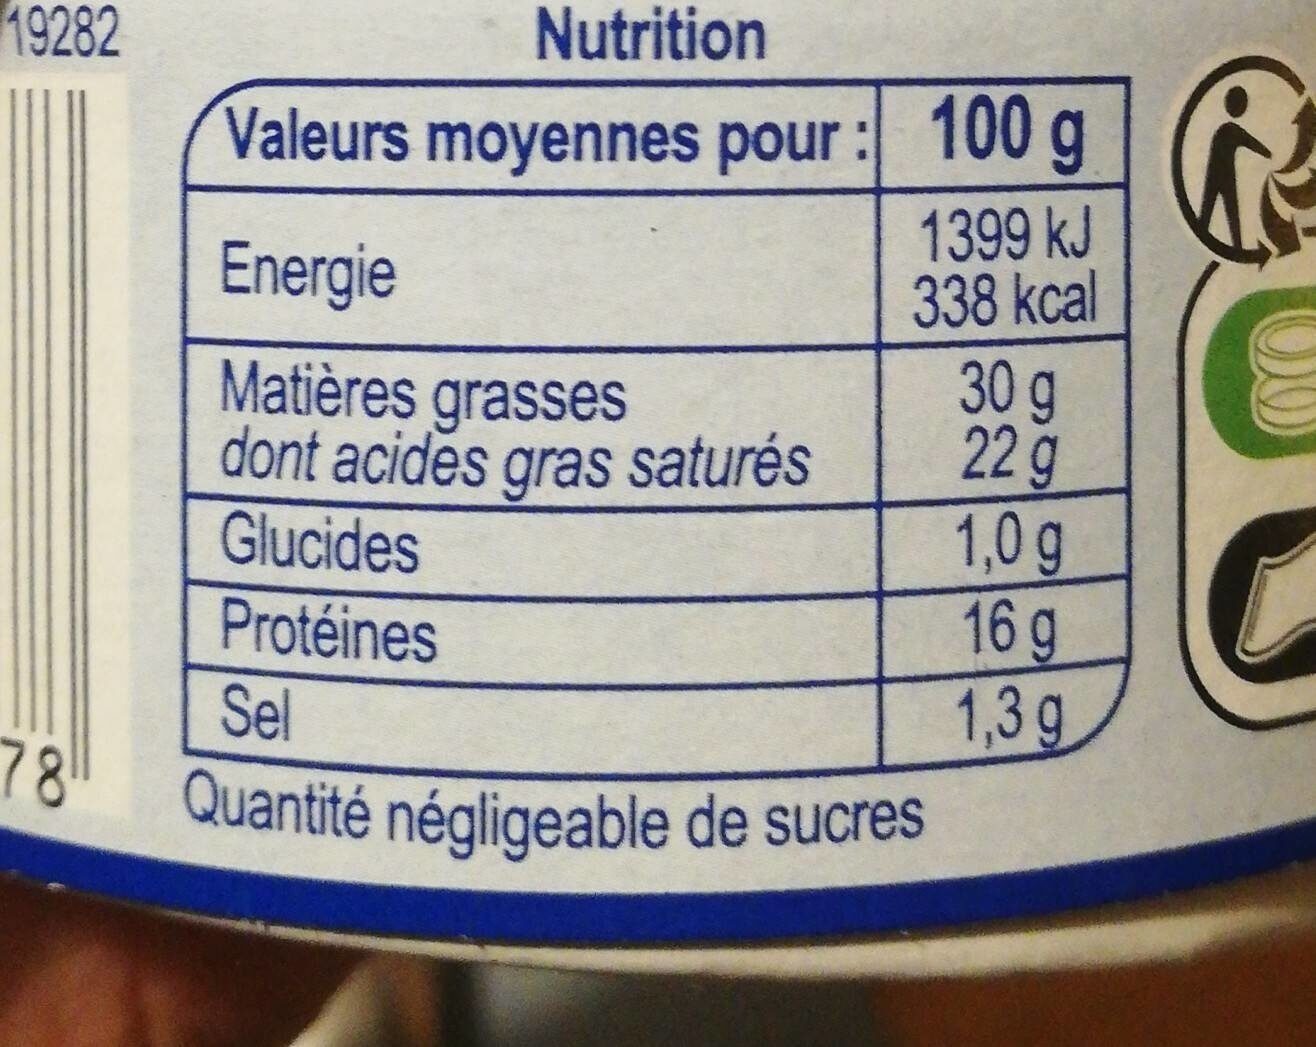 19282
Nutrition
Valeurs moyennes pour : 100 g
Energie 1399 kJ
338 kcal
Matières grasses 30 g
dont acides gras saturés 22 g
Glucides 1,0 g
Protéines 16 g
Sel 1,3 g
78
Quantité négligeable de sucres